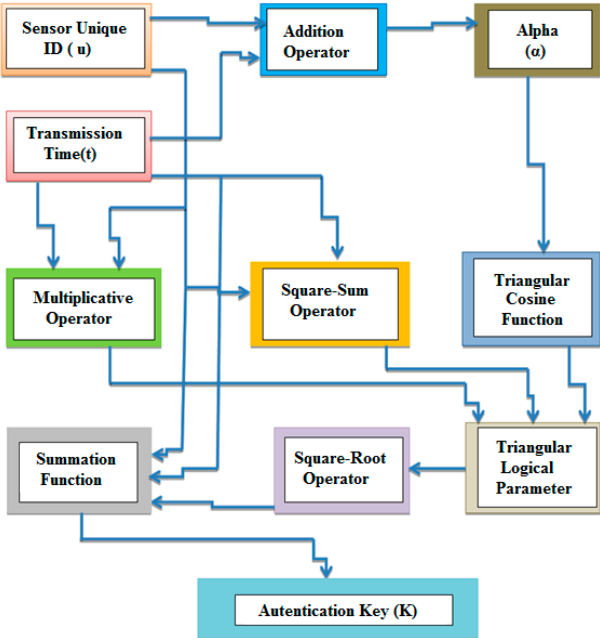 Sensor Unique
ID ( u)
Addition
Operator
Alpha
(α)
Transmission
Time(t)
Multiplicative
Operator
Square-Sum
Operator
Triangular
Cosine
Function
Summation
Function
Square-Root
Operator
Triangular
Logical
Parameter
Autentication Key (K)